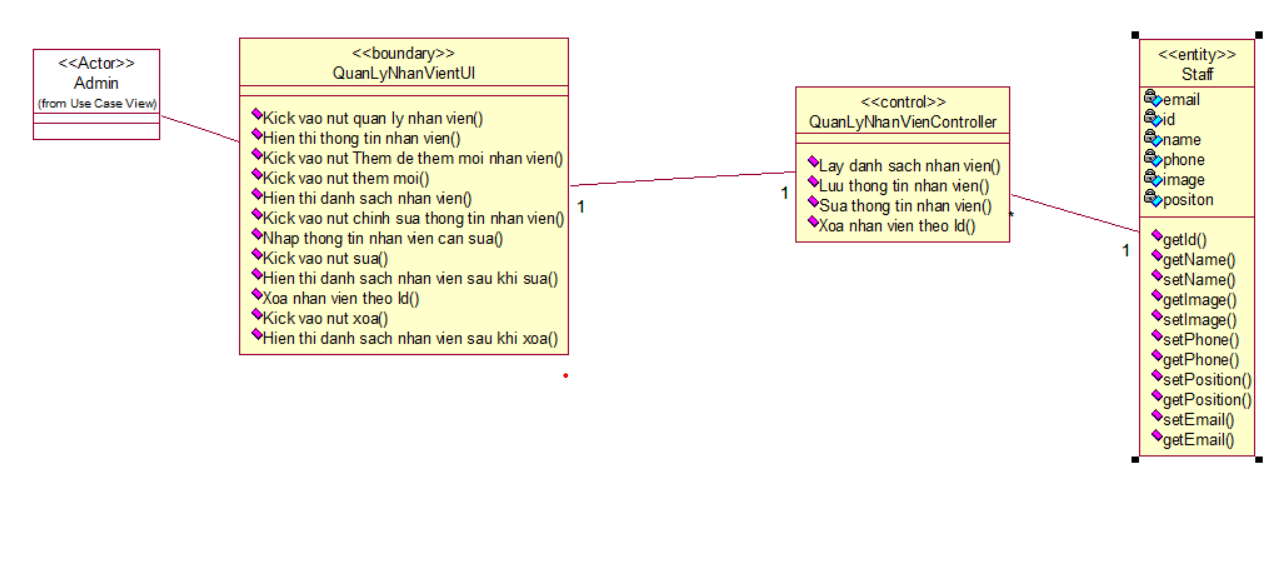 <<Actor>>
Admin
(from Use Case View)
<<boundary>>
QuanLyNhanVientUI
Kick vao nut quan ly nhan vien()
Hien thi thong tin nhan vien()
Kick vao nut Them de them moi nhan vien()
Kick vao nut them moi()
Hien thi danh sach nhan vien()
Kick vao nut chinh sua thong tin nhan vien()
Nhap thong tin nhan vien can sua()
Kick vao nut sua()
Hien thi danh sach nhan vien sau khi sua()
Xoa nhan vien theo Id()
Kick vao nut xoa()
Hien thi danh sach nhan vien sau khi xoa()
1
1
<<control>>
QuanLyNhanVienController
Lay danh sach nhan vien()
Luu thong tin nhan vien()
Sua thong tin nhan vien()
Xoa nhan vien theo Id()
*
1
<<entity>>
Staff
email
id
name
phone
image
positon
getId()
getName()
setName()
getImage()
setImage()
setPhone()
getPhone()
setPosition()
getPosition()
setEmail()
getEmail()